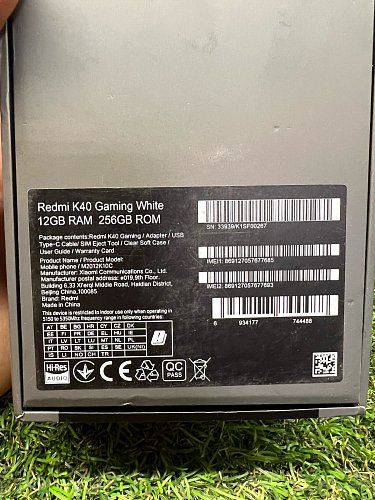 Redmi K40 Gaming White
12GB RAM 256GB ROM
Package contents:Redmi K40 Gaming / Adapter / USB
Type-C Cable/ SIM Eject Tool / Clear Soft Case /
User Guide / Warranty Card
Product Name:
Mobile phone / M2012K10C
Manufacturer: Xiaomi Communications Co., Ltd.
Manufacturer postal address: #019,9th Floor,
Building 6,33 Xi'erqi Middle Road, Haidian District,
Beijing, China,100085
Brand: Redmi
Made in China
This device is restricted to indoor use only when operating in
5150 to 5350Mhz frequency range in following countries:
AT BE BG HR CY CZ DK
EE FI FR DE EL HU IE
IT LV LT LU MT NL PL
PT RO SK SI ES SE UK(NI)
IS LI NO CH TR
Hi-Res
AUDIO
CE
QC
PASS
SN: 33939/K1SF00267
IMEI1: 869127057677685
IMEI2: 869127057677693
6 934177 744488